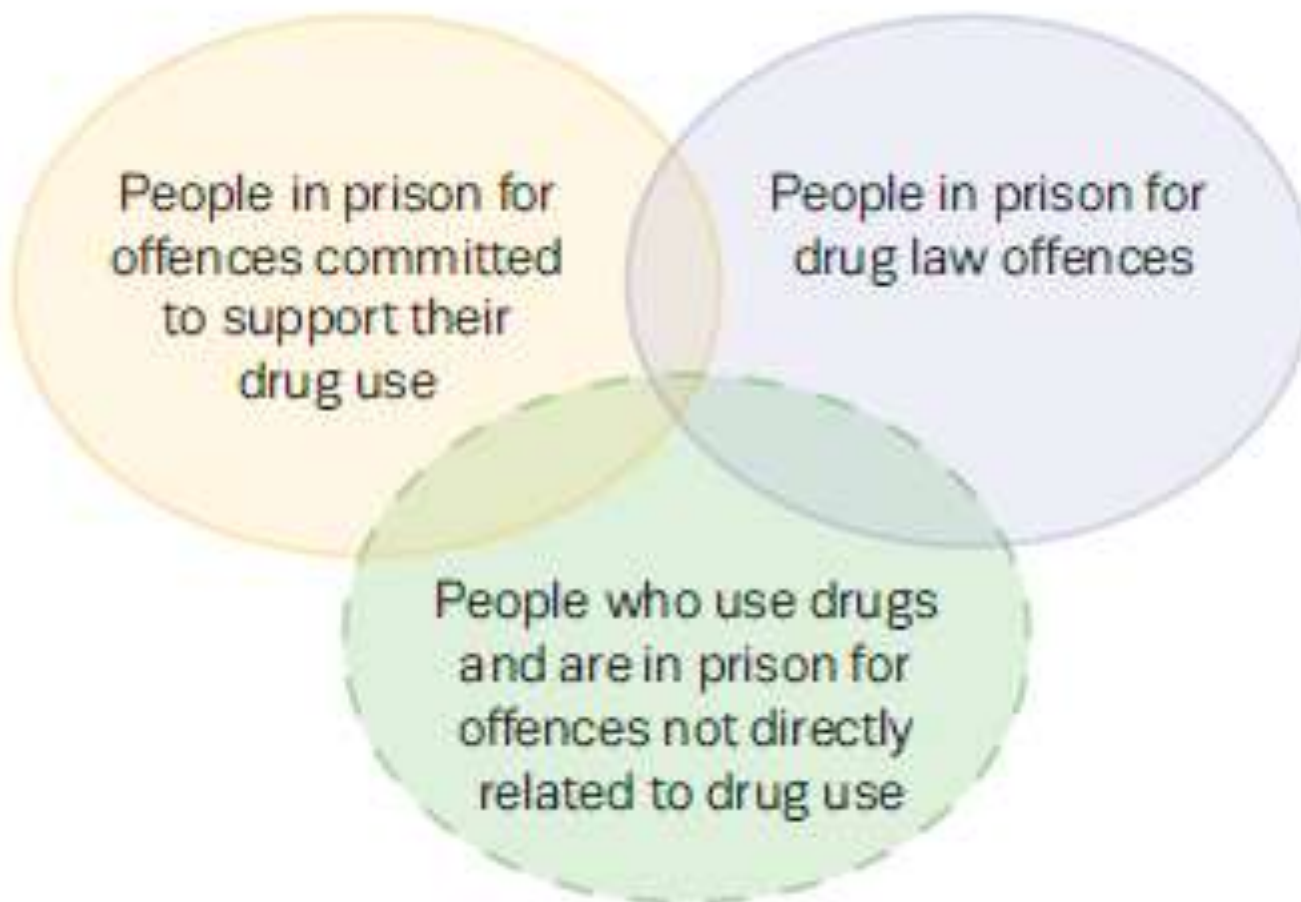 People in prison for
offences committed
to support their
drug use
People in prison for
drug law offences
People who use drugs
and are in prison for
offences not directly
related to drug use